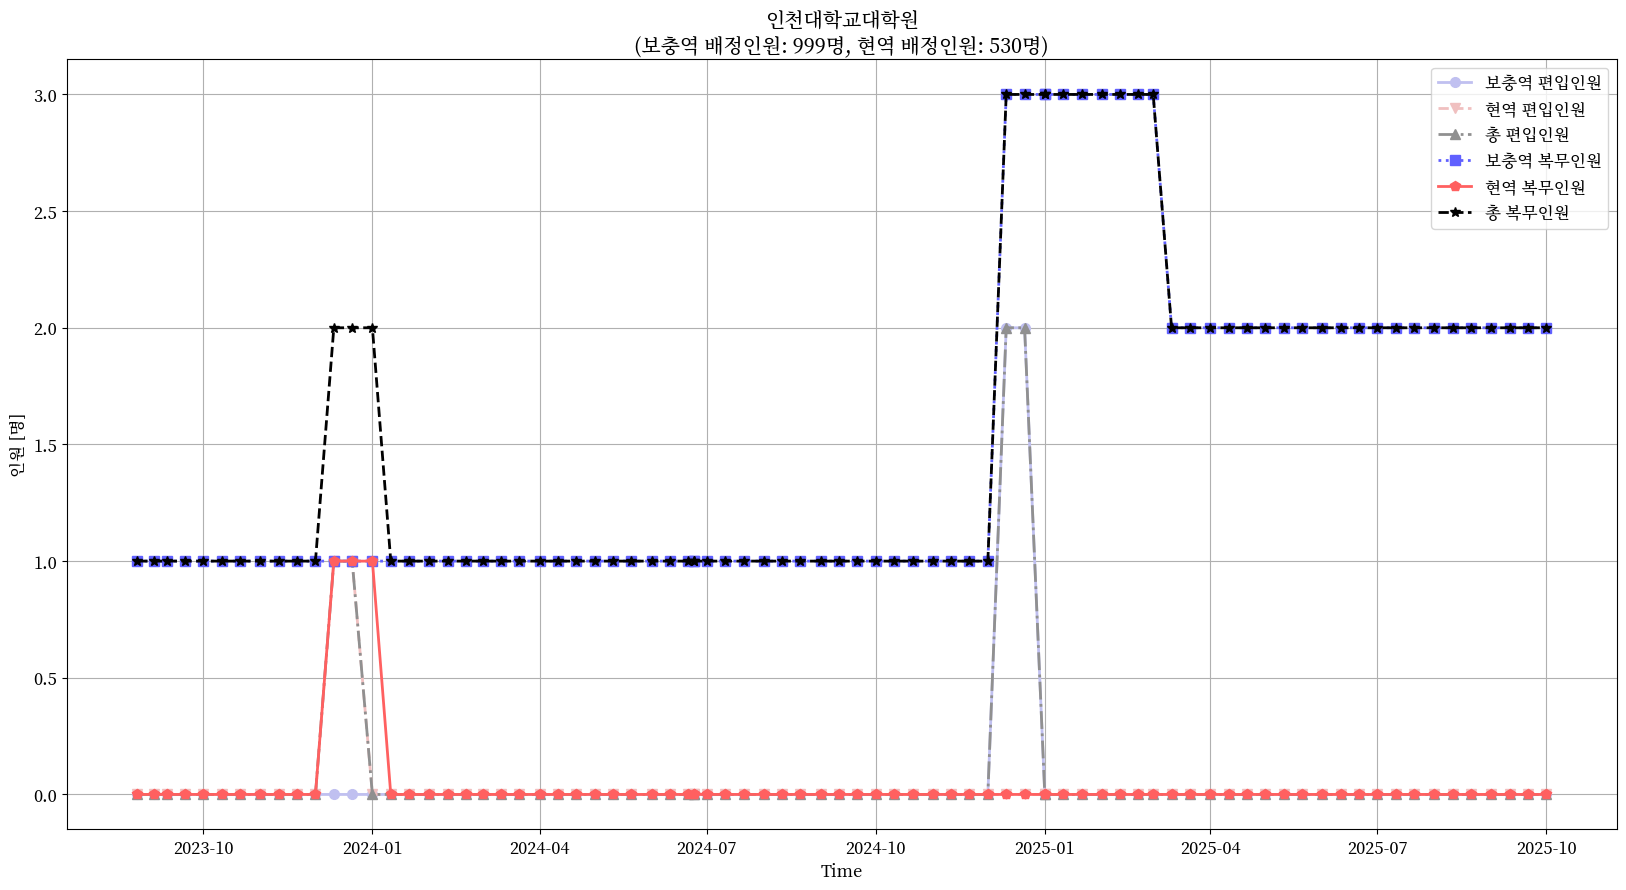 인천대학교대학원
(보충역 배정인원: 999명, 현역 배정인원: 530명)
보충역 편입인원
현역 편입인원
총 편입인원
보충역 복무인원
현역 복무인원
총 복무인원
인원 [명]
3.0
2.5
2.0
1.5
1.0
0.5
0.0
2023-10
2024-01
2024-04
2024-07
2024-10
2025-01
2025-04
2025-07
2025-10
Time